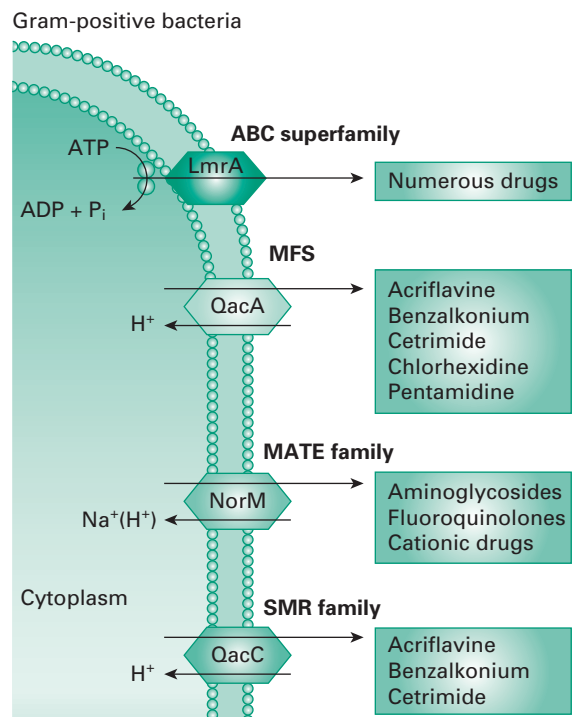 Gram-positive bacteria
ABC superfamily
ATP
LmrA
Numerous drugs
ADP + Pᵢ
MFS
QacA
H⁺
Acriflavine
Benzalkonium
Cetrimide
Chlorhexidine
Pentamidine
MATE family
NorM
Na⁺(H⁺)
Aminoglycosides
Fluoroquinolones
Cationic drugs
Cytoplasm
SMR family
QacC
H⁺
Acriflavine
Benzalkonium
Cetrimide